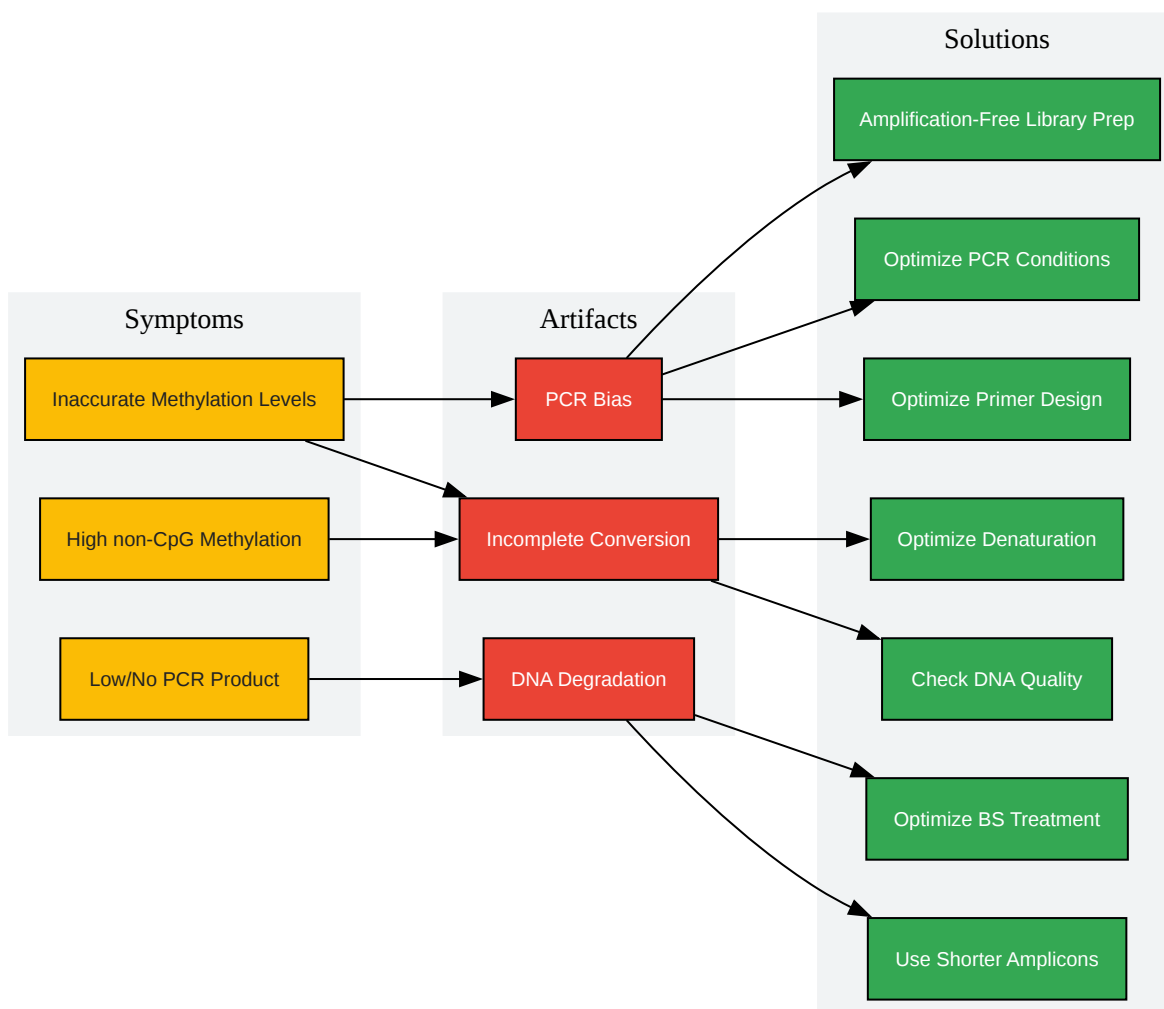 Solutions
Amplification-Free Library Prep
Optimize PCR Conditions
Symptoms
Artifacts
Inaccurate Methylation Levels
PCR Bias
Optimize Primer Design
High non-CpG Methylation
Incomplete Conversion
Optimize Denaturation
Low/No PCR Product
DNA Degradation
Check DNA Quality
Optimize BS Treatment
Use Shorter Amplicons